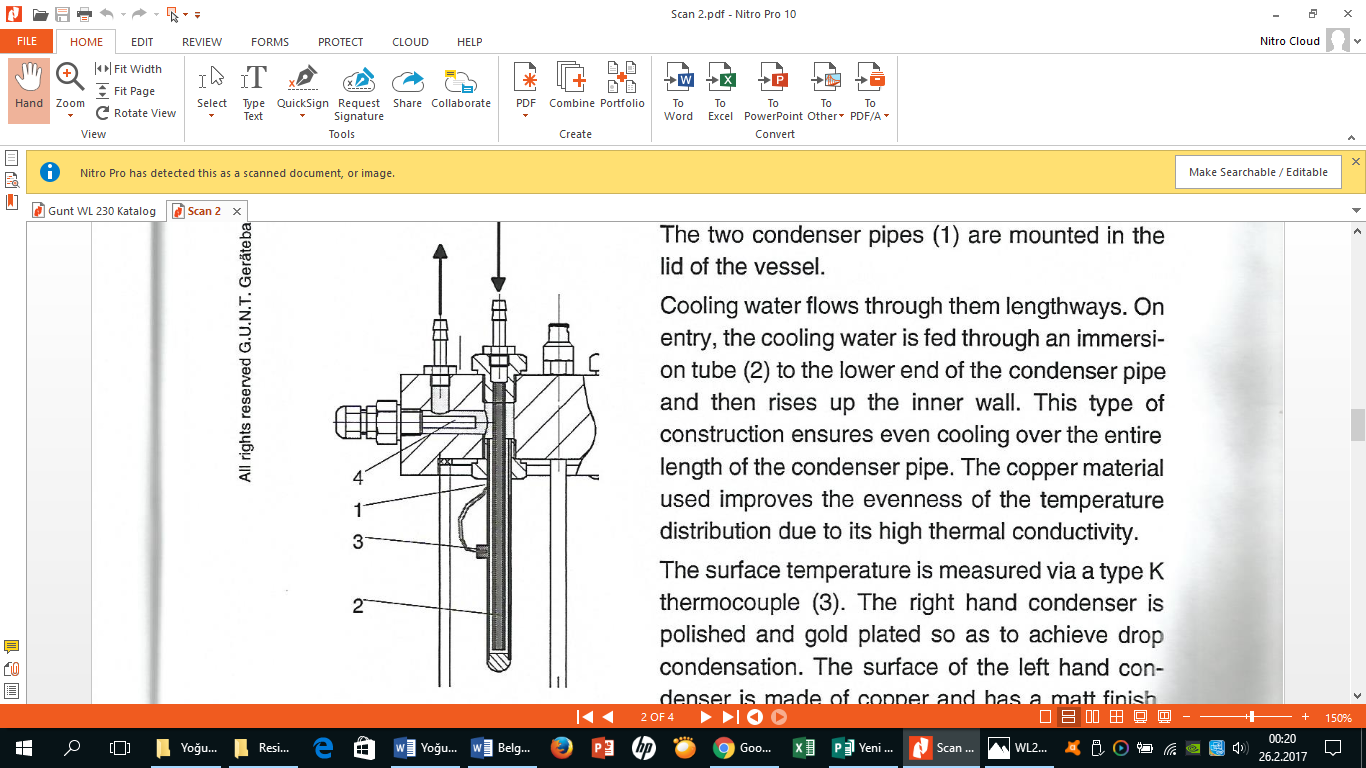 Scan 2.pdf - Nitro Pro 10
FILE
HOME
EDIT
REVIEW
FORMS
PROTECT
CLOUD
HELP
Nitro Cloud
Hand
Zoom
Fit Width
Fit Page
Rotate View
View
Select
Type
Text
QuickSign
Request
Signature
Share
Collaborate
Tools
PDF
Combine
Portfolio
Create
To
Word
To
Excel
To
PowerPoint
To
Other
To
PDF/A
Convert
Nitro Pro has detected this as a scanned document, or image.
Make Searchable / Editable
Gunt WL 230 Katalog
Scan 2
All rights reserved G.U.N.T. Geräteba
4
1
3
2
The two condenser pipes (1) are mounted in the
lid of the vessel.
Cooling water flows through them lengthways. On
entry, the cooling water is fed through an immersi-
on tube (2) to the lower end of the condenser pipe
and then rises up the inner wall. This type of
construction ensures even cooling over the entire
length of the condenser pipe. The copper material
used improves the evenness of the temperature
distribution due to its high thermal conductivity.
The surface temperature is measured via a type K
thermocouple (3). The right hand condenser is
polished and gold plated so as to achieve drop
condensation. The surface of the left hand con-
denser is made of copper and has a matt finish
2 OF 4
150%
Yoğu...
Resi...
Yoğu...
Belg...
Goo...
Yeni ...
Scan ...
WL2...
00:20
26.2.2017